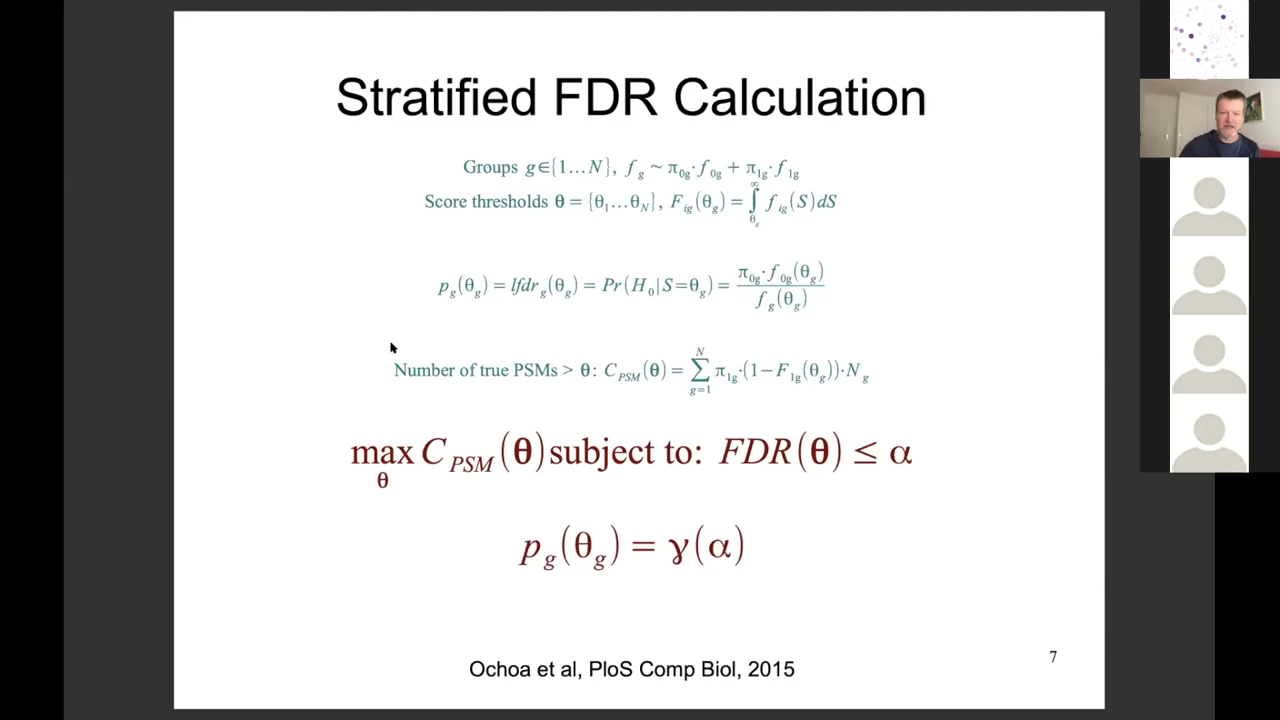 Stratified FDR Calculation
Groups g∈{1…N}, f_g ~ π_0g·f_0g + π_1g·f_1g
Score thresholds θ = {θ_1…θ_N}, F_ig(θ_g) = ∫_θ_g^∞ f_ig(S)dS
p_g(θ_g) = lfdr_g(θ_g) = Pr(H_0|S=θ_g) = π_0g·f_0g(θ_g) / f_g(θ_g)
Number of true PSMs > θ: C_PSM(θ) = ∑_{g=1}^N π_1g·(1−F_1g(θ_g))·N_g
max_θ C_PSM(θ) subject to: FDR(θ) ≤ α
p_g(θ_g) = γ(α)
7
Ochoa et al, PloS Comp Biol, 2015